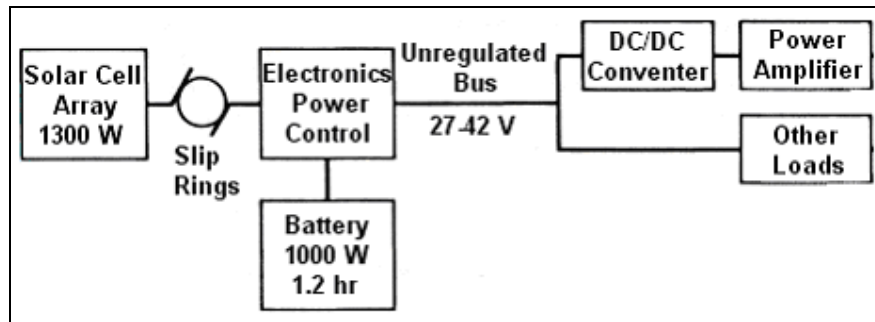 Solar Cell
Array
1300 W
Slip
Rings
Electronics
Power
Control
Battery
1000 W
1.2 hr
Unregulated
Bus
27-42 V
DC/DC
Conventer
Power
Amplifier
Other
Loads